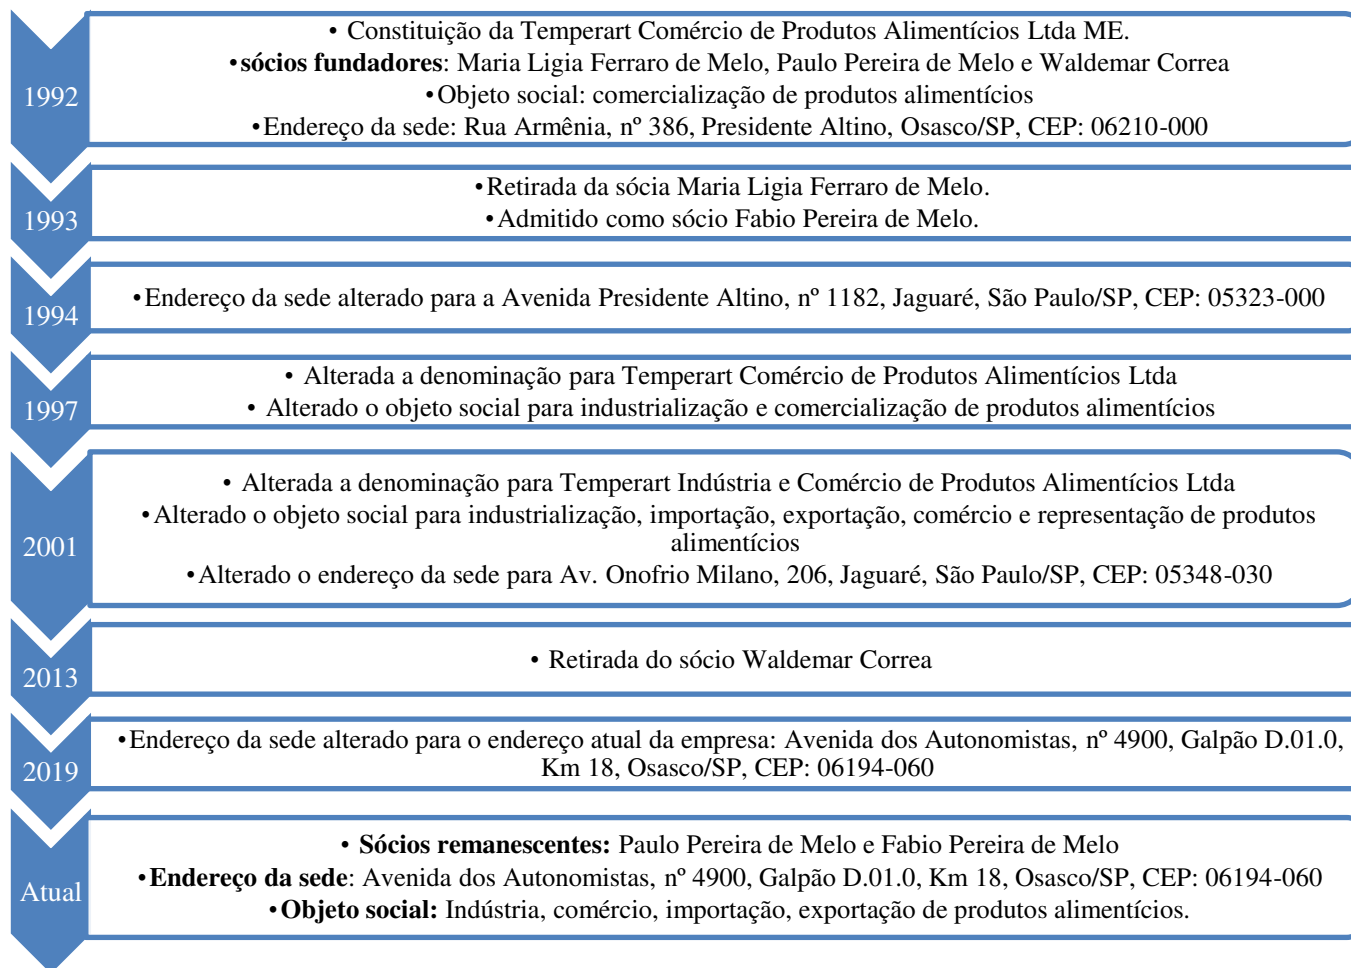 1992
• Constituição da Temperart Comércio de Produtos Alimentícios Ltda ME.
•sócios fundadores: Maria Ligia Ferraro de Melo, Paulo Pereira de Melo e Waldemar Correa
•Objeto social: comercialização de produtos alimentícios
•Endereço da sede: Rua Armênia, nº 386, Presidente Altino, Osasco/SP, CEP: 06210-000
1993
•Retirada da sócia Maria Ligia Ferraro de Melo.
•Admitido como sócio Fabio Pereira de Melo.
1994
•Endereço da sede alterado para a Avenida Presidente Altino, nº 1182, Jaguaré, São Paulo/SP, CEP: 05323-000
1997
• Alterada a denominação para Temperart Comércio de Produtos Alimentícios Ltda
• Alterado o objeto social para industrialização e comercialização de produtos alimentícios
2001
• Alterada a denominação para Temperart Indústria e Comércio de Produtos Alimentícios Ltda
•Alterado o objeto social para industrialização, importação, exportação, comércio e representação de produtos
alimentícios
•Alterado o endereço da sede para Av. Onofrio Milano, 206, Jaguaré, São Paulo/SP, CEP: 05348-030
2013
• Retirada do sócio Waldemar Correa
2019
•Endereço da sede alterado para o endereço atual da empresa: Avenida dos Autonomistas, nº 4900, Galpão D.01.0,
Km 18, Osasco/SP, CEP: 06194-060
Atual
• Sócios remanescentes: Paulo Pereira de Melo e Fabio Pereira de Melo
•Endereço da sede: Avenida dos Autonomistas, nº 4900, Galpão D.01.0, Km 18, Osasco/SP, CEP: 06194-060
•Objeto social: Indústria, comércio, importação, exportação de produtos alimentícios.